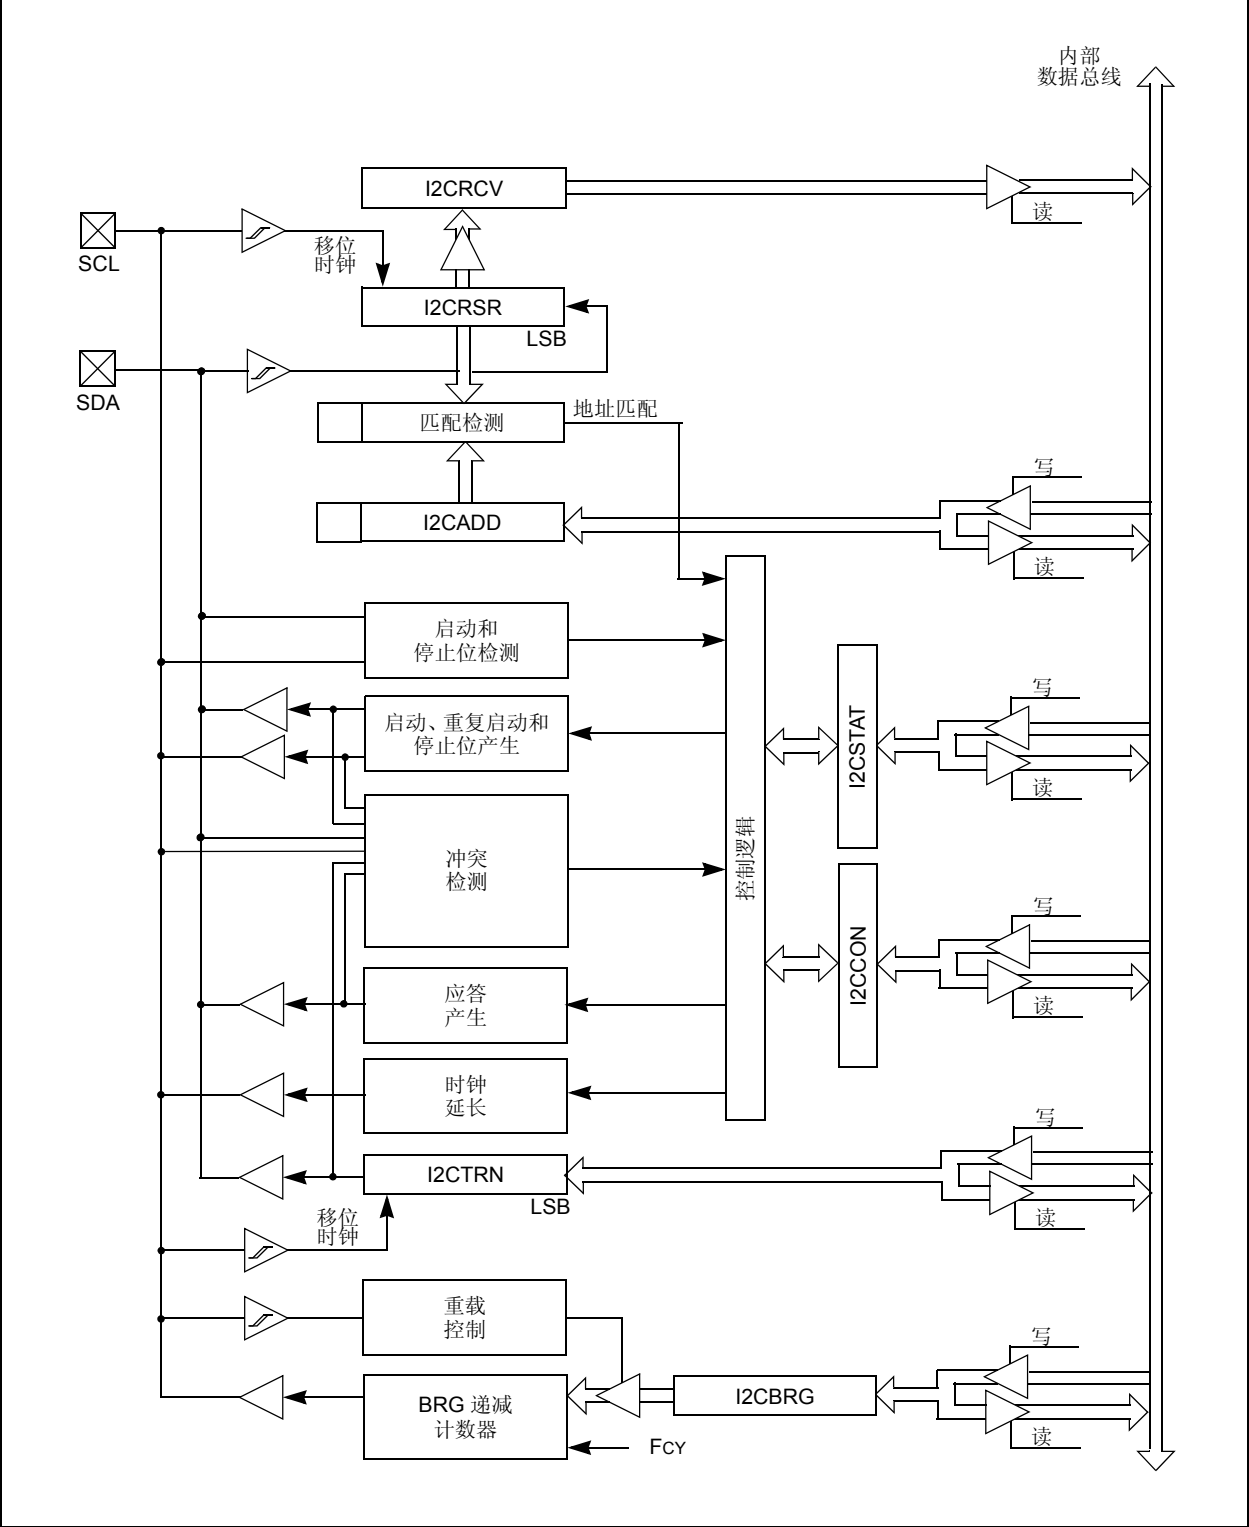 内部
数据总线
I2CRCV
读
SCL
移位
时钟
I2CRSR
LSB
SDA
地址匹配
匹配检测
写
I2CADD
读
启动和
停止位检测
写
启动、重复启动和
停止位产生
I2CSTAT
读
控制逻辑
冲突
检测
写
I2CCON
应答
产生
读
时钟
延长
写
I2CTRN
LSB
移位
时钟
读
重载
控制
写
BRG 递减
计数器
I2CBRG
读
FCY